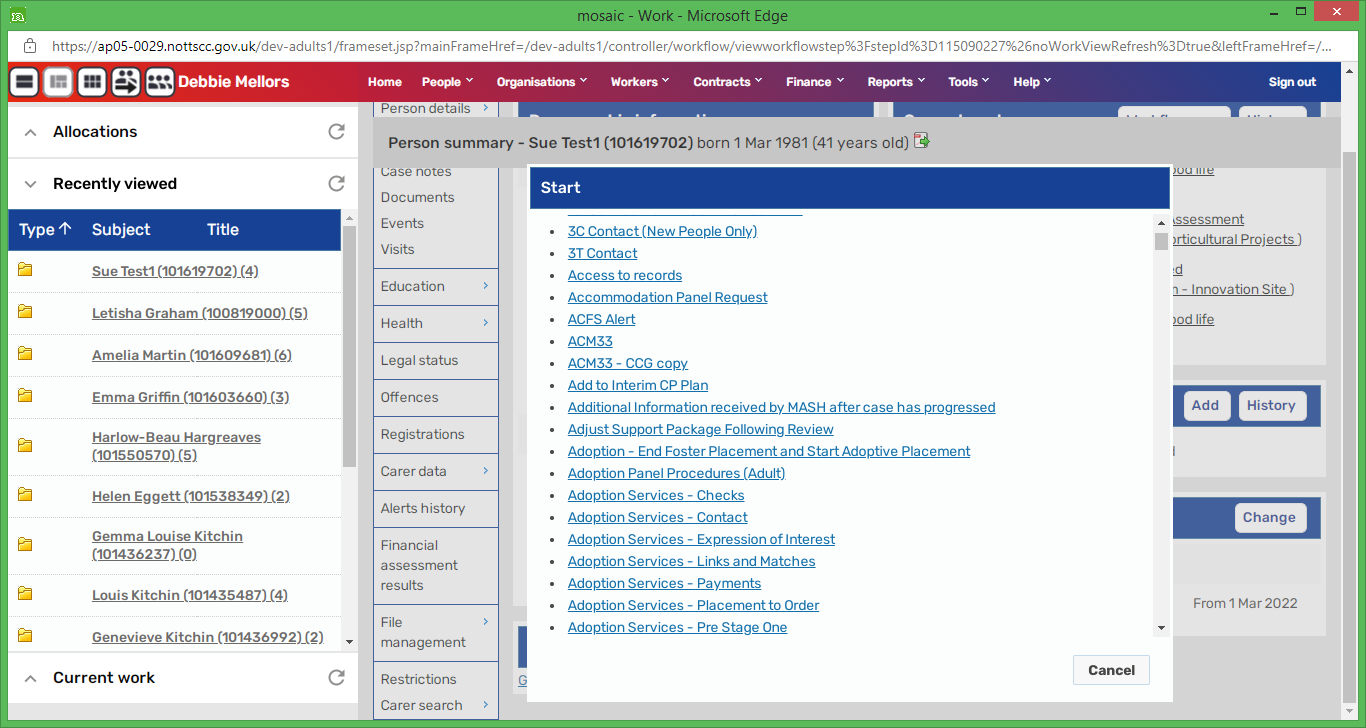 mosaic - Work - Microsoft Edge
https://ap05-0029.nottscc.gov.uk/dev-adults1/frameset.jsp?mainFrameHref=/dev-adults1/controller/workflow/viewworkflowstep%3FstepId%3D115090227%26noWorkViewRefresh%3Dtrue&leftFrameHref=/...
Debbie Mellors
Home People Organisations Workers Contracts Finance Reports Tools Help Sign out
Allocations
Recently viewed
Type Subject Title
Sue Test1 (101619702) (4)
Letisha Graham (100819000) (5)
Amelia Martin (101609681) (6)
Emma Griffin (101603660) (3)
Harlow-Beau Hargreaves
(101550570) (5)
Helen Eggett (101538349) (2)
Gemma Louise Kitchin
(101436237) (0)
Louis Kitchin (101435487) (4)
Genevieve Kitchin (101436992) (2)
Current work
Person details
Person summary - Sue Test1 (101619702) born 1 Mar 1981 (41 years old)
Case notes
Documents
Events
Visits
Education
Health
Legal status
Offences
Registrations
Carer data
Alerts history
Financial
assessment
results
File
management
Restrictions
Carer search
Start
3C Contact (New People Only)
3T Contact
Access to records
Accommodation Panel Request
ACFS Alert
ACM33
ACM33 - CCG copy
Add to Interim CP Plan
Additional Information received by MASH after case has progressed
Adjust Support Package Following Review
Adoption - End Foster Placement and Start Adoptive Placement
Adoption Panel Procedures (Adult)
Adoption Services - Checks
Adoption Services - Contact
Adoption Services - Expression of Interest
Adoption Services - Links and Matches
Adoption Services - Payments
Adoption Services - Placement to Order
Adoption Services - Pre Stage One
Cancel
ood life
Assessment
orticultural Projects )
ed
n - Innovation Site )
ood life
Add History
Change
From 1 Mar 2022
G